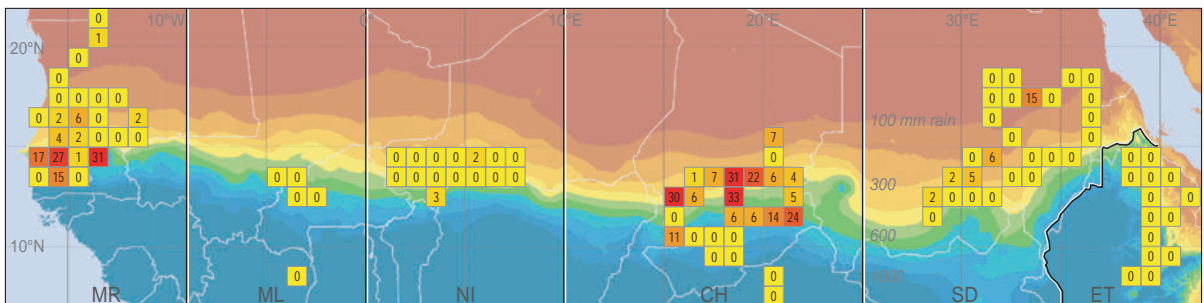 0 10°W 0° 10°E 20°E 30°E 40°E
1
20°N
0
0 0 0 0 0
0 0 0 0 0 0 15 0 0
0 2 6 0 2 100 mm rain 0 0
4 2 0 0 0 7 0 0
17 27 1 31 0 0 0 0 2 0 0 0 0 6 0 0 0 0 0
0 15 0 0 0 0 0 0 0 0 0 0 1 7 31 22 6 4 2 5 0 0 0 0
300
0 0 3 30 6 33 5 2 0 0 0 0 0 0
0 6 6 14 24 0 0
11 0 0 0 600 0
10°N
0 0 0 0
0 0 1000 0 0
MR ML NI CH 0 SD ET